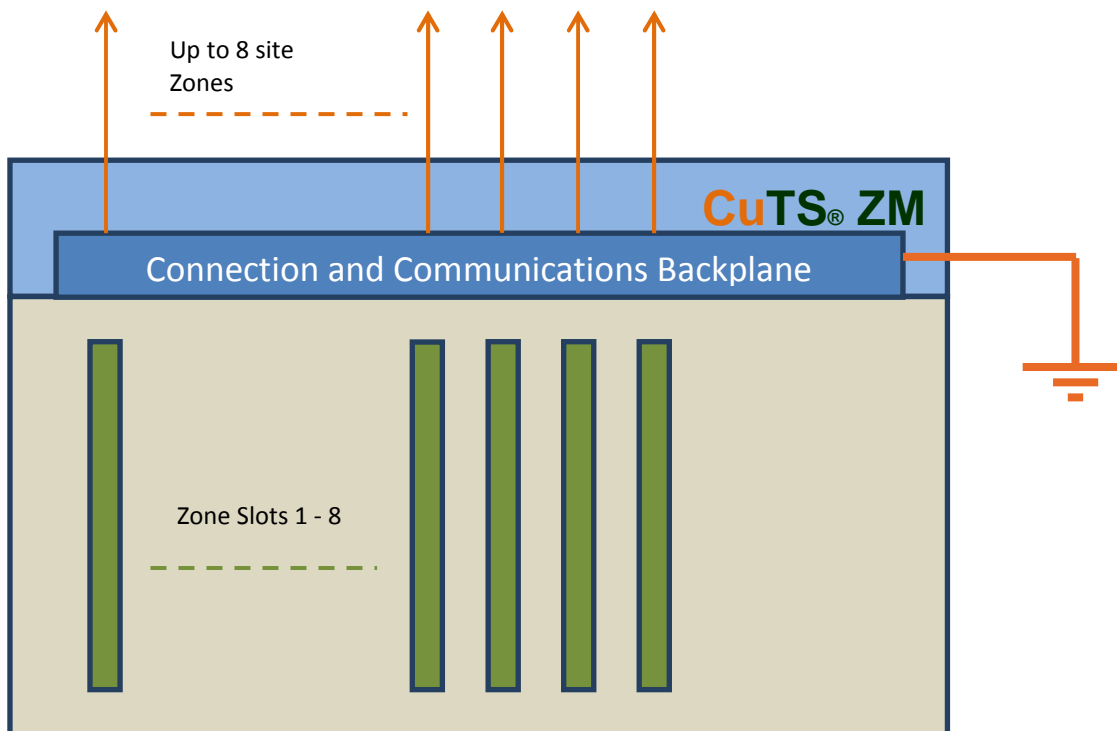 Up to 8 site
Zones
CuTS® ZM
Connection and Communications Backplane
Zone Slots 1 - 8